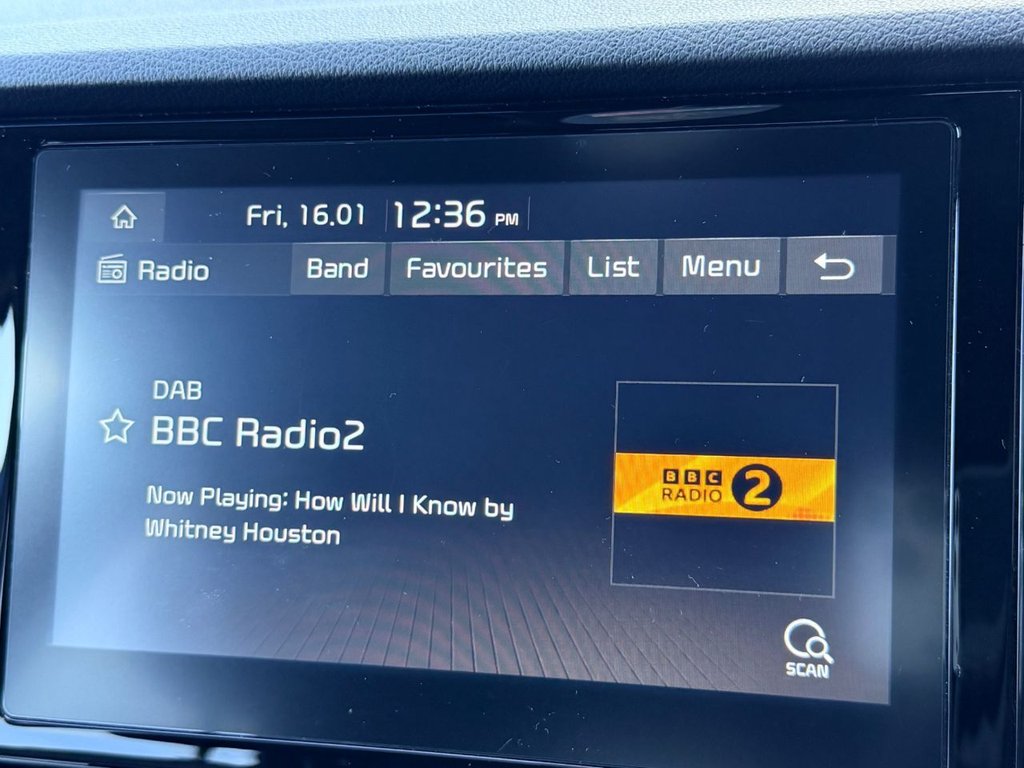 Fri, 16.01 12:36 PM
Radio Band Favourites List Menu
DAB
BBC Radio2
Now Playing: How Will I Know by
Whitney Houston
BBC
RADIO 2
SCAN